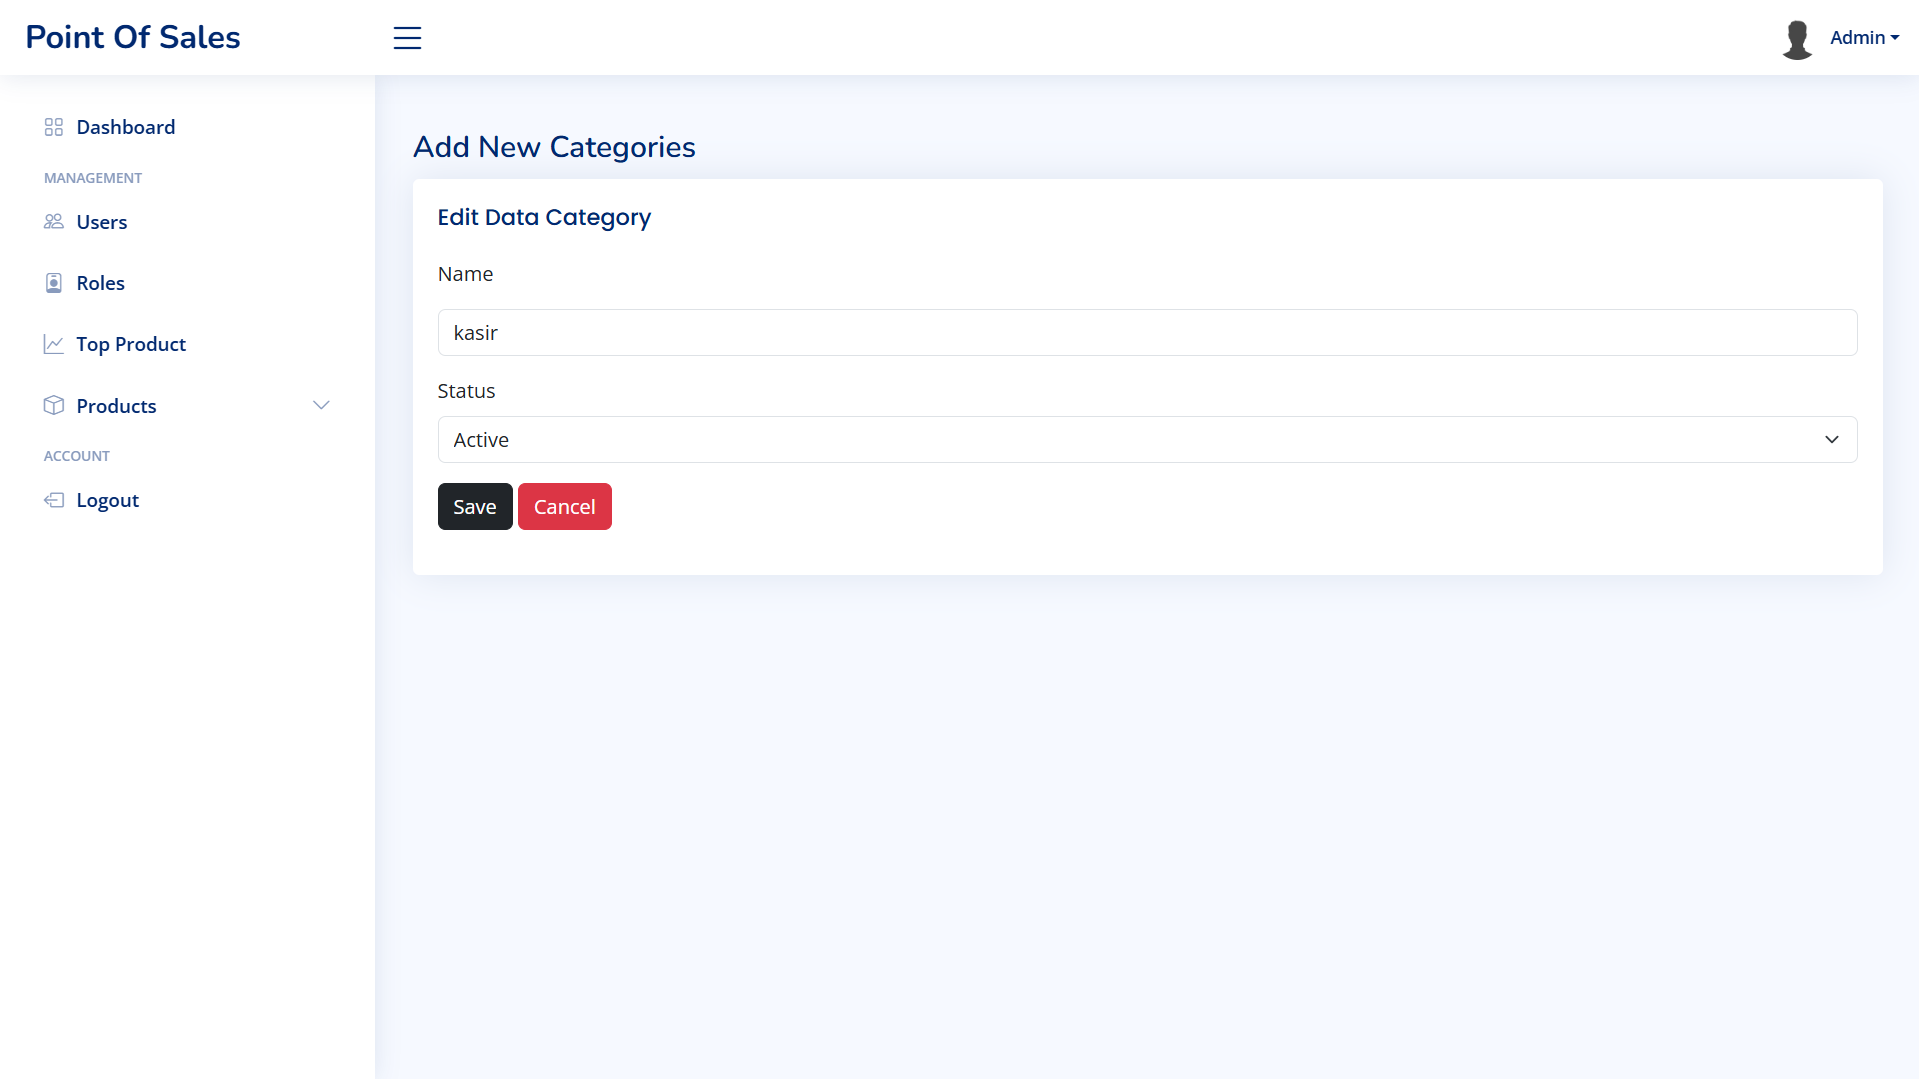 Point Of Sales
Admin
Dashboard
MANAGEMENT
Users
Roles
Top Product
Products
ACCOUNT
Logout
Add New Categories
Edit Data Category
Name
kasir
Status
Active
Save Cancel